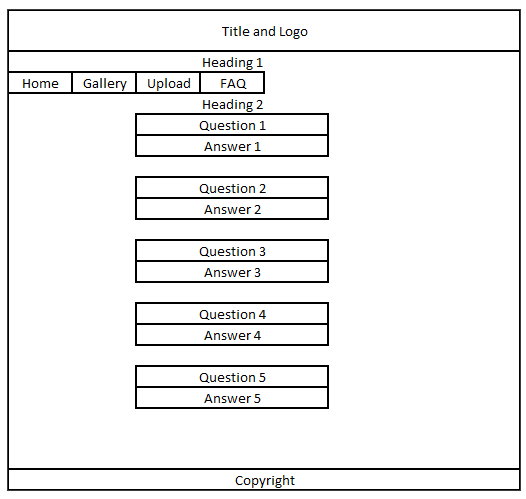 Title and Logo
Heading 1
Home Gallery Upload FAQ
Heading 2
Question 1
Answer 1
Question 2
Answer 2
Question 3
Answer 3
Question 4
Answer 4
Question 5
Answer 5
Copyright